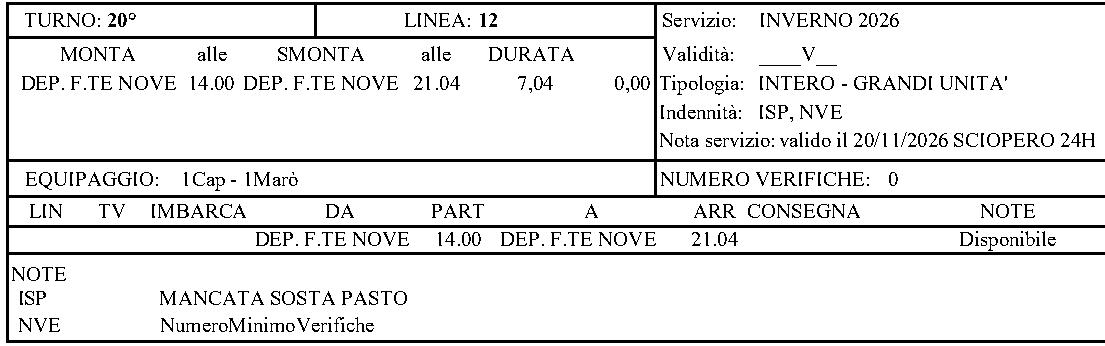 TURNO: 20° LINEA: 12 Servizio: INVERNO 2026
MONTA alle SMONTA alle DURATA Validità: ____V__
DEP. F.TE NOVE 14.00 DEP. F.TE NOVE 21.04 7,04 0,00 Tipologia: INTERO - GRANDI UNITA'
Indennità: ISP, NVE
Nota servizio: valido il 20/11/2026 SCIOPERO 24H
EQUIPAGGIO: 1Cap - 1Marò NUMERO VERIFICHE: 0
LIN TV IMBARCA DA PART A ARR CONSEGNA NOTE
DEP. F.TE NOVE 14.00 DEP. F.TE NOVE 21.04 Disponibile
NOTE
ISP MANCATA SOSTA PASTO
NVE NumeroMinimoVerifiche